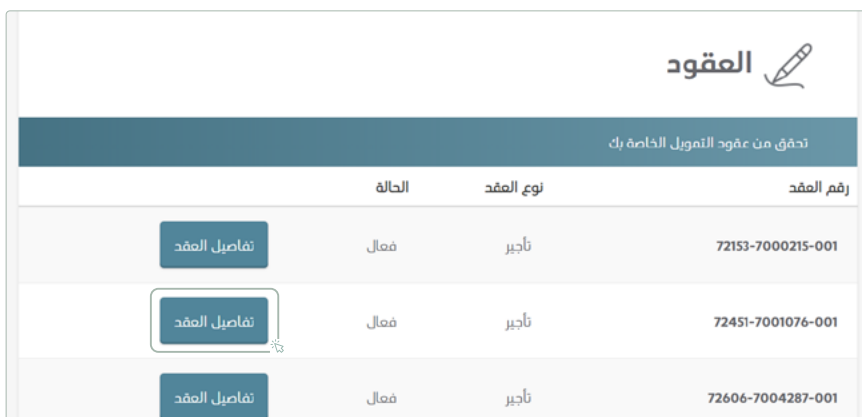 العقود
تحقق من عقود التمويل الخاصة بك
رقم العقد نوع العقد الحالة
72153-7000215-001 تأجير فعال تفاصيل العقد
72451-7001076-001 تأجير فعال تفاصيل العقد
72606-7004287-001 تأجير فعال تفاصيل العقد